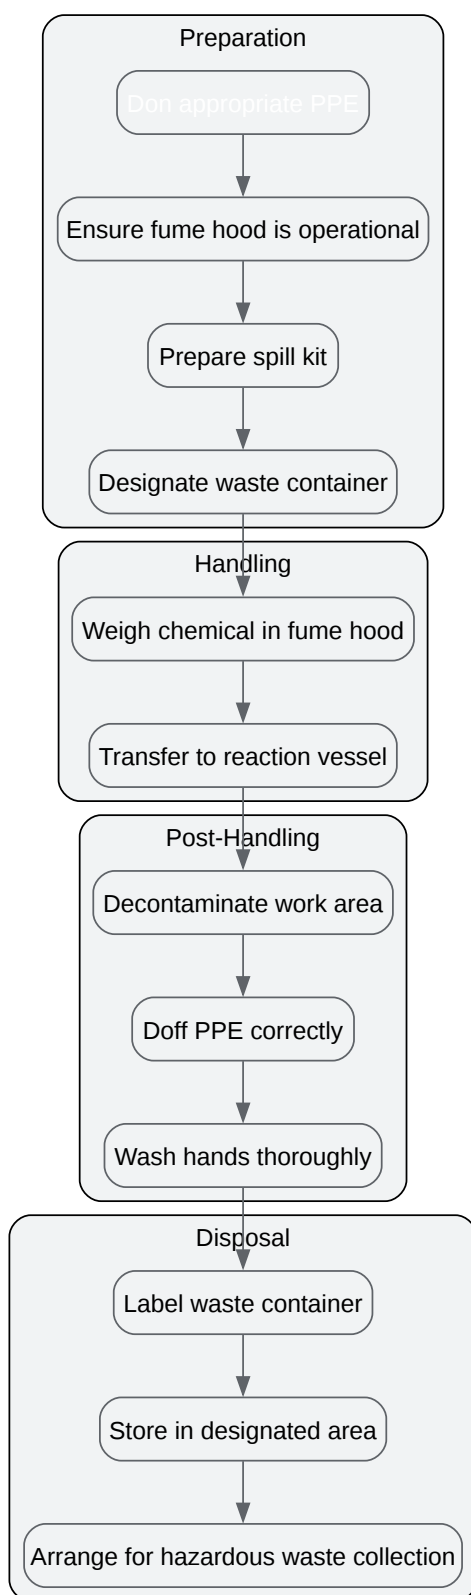 Preparation
Don appropriate PPE
Ensure fume hood is operational
Prepare spill kit
Designate waste container
Handling
Weigh chemical in fume hood
Transfer to reaction vessel
Post-Handling
Decontaminate work area
Doff PPE correctly
Wash hands thoroughly
Disposal
Label waste container
Store in designated area
Arrange for hazardous waste collection